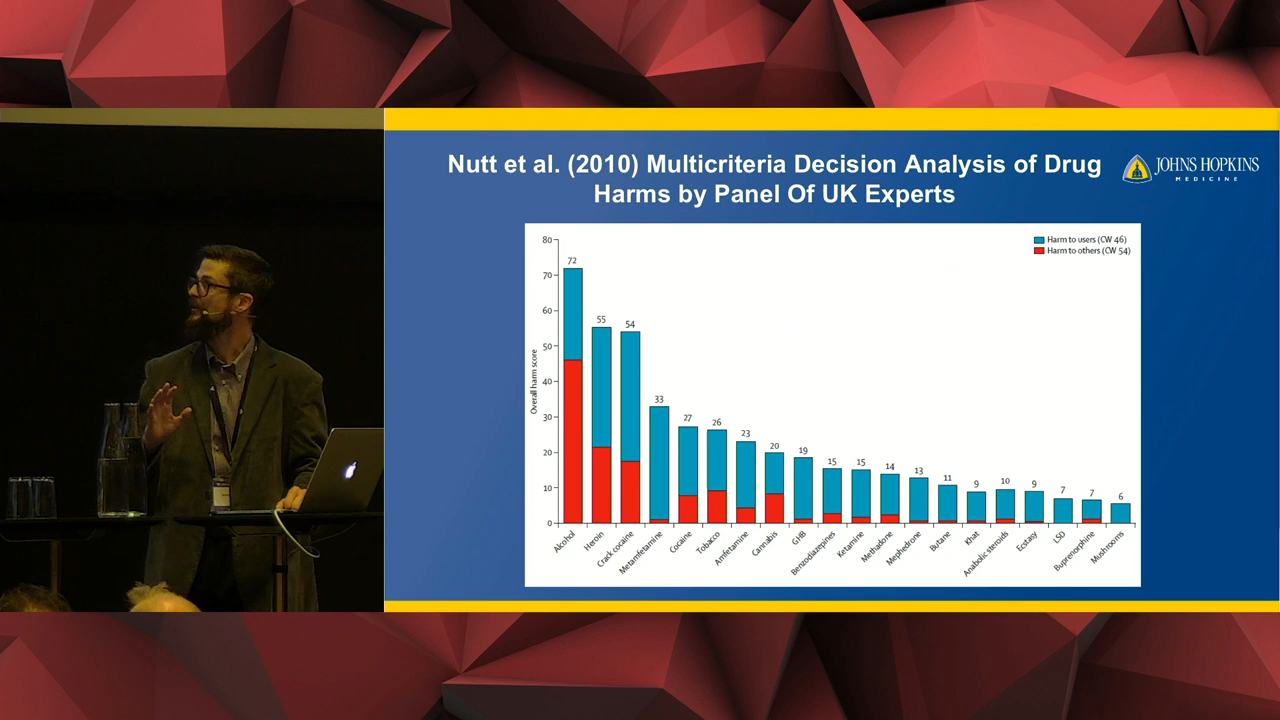 Nutt et al. (2010) Multicriteria Decision Analysis of Drug
Harms by Panel Of UK Experts
JOHNS HOPKINS
MEDICINE
Harm to users (CW 46)
Harm to others (CW 54)
Overall harm score
80
70
60
50
40
30
20
10
0
72
55
54
33
27
26
23
20
19
15
15
14
13
11
9
10
9
7
7
6
Alcohol
Heroin
Crack cocaine
Metamfetamine
Cocaine
Tobacco
Amfetamine
Cannabis
GHB
Benzodiazepines
Ketamine
Methadone
Mephedrone
Butane
Khat
Anabolic steroids
Ecstasy
LSD
Buprenorphine
Mushrooms